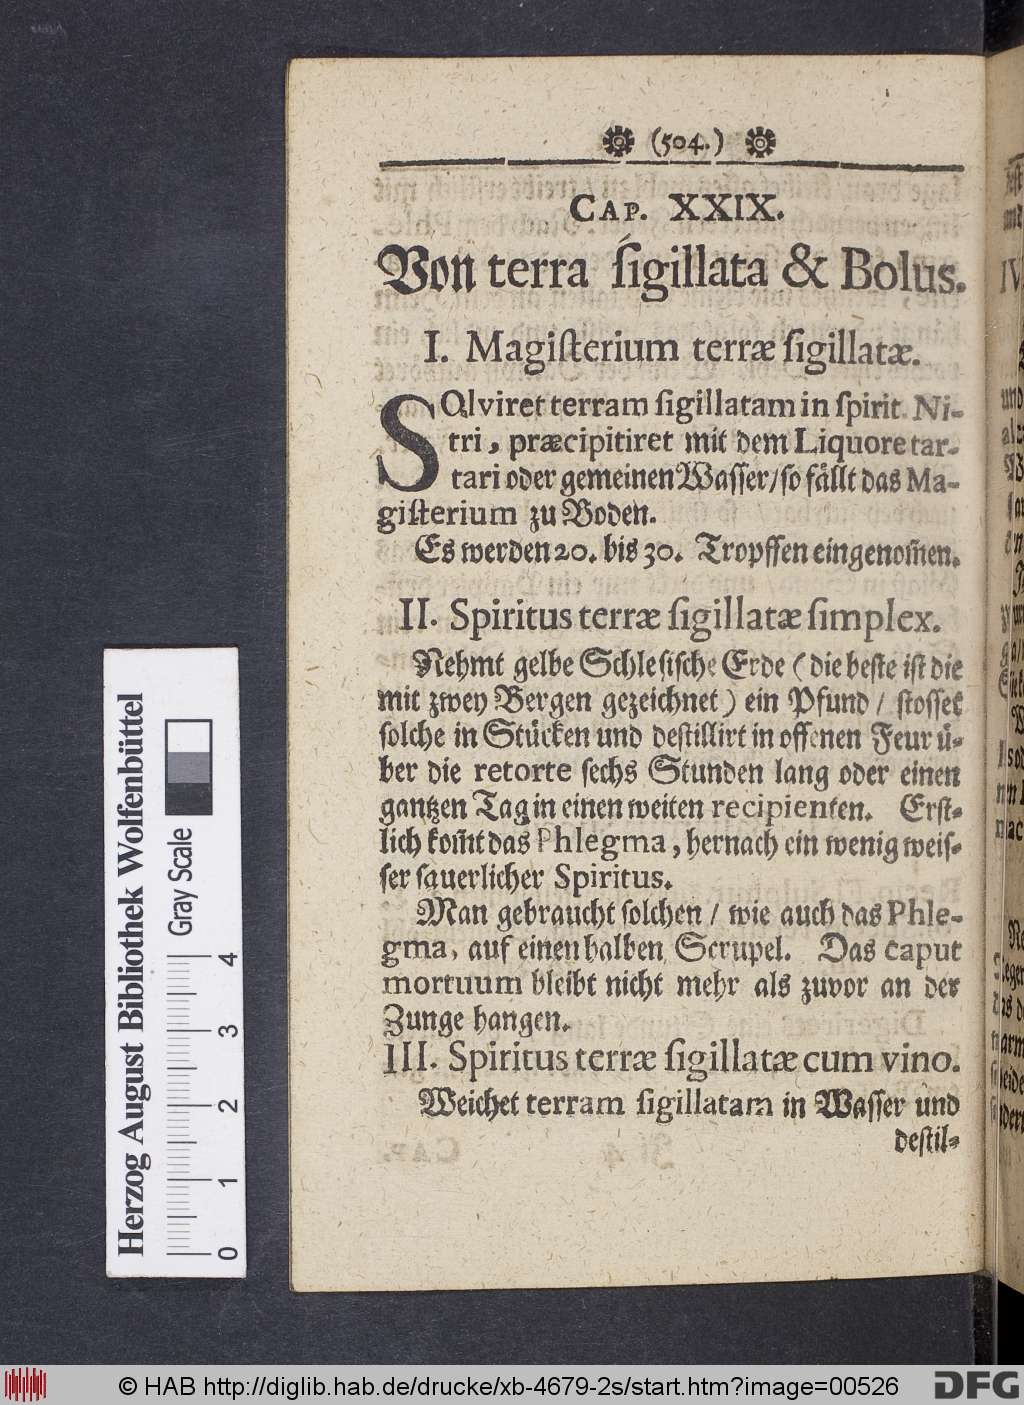 (504.)
CAP. XXIX.
Von terra ſigillata & Bolus.
I. Magiſterium terræ ſigillatæ.
SOlviret terram ſigillatam in ſpirit. Ni-
tri, præcipitiret mit dem Liquore tar-
tari oder gemeinen Waſſer/ ſo fällt das Ma-
giſterium zu Boden.
Es werden 20. bis 30. Tropffen eingenom̃en.
II. Spiritus terræ ſigillatæ ſimplex.
Nehmt gelbe Schleſiſche Erde (die beſte iſt die
mit zwey Bergen gezeichnet) ein Pfund/ ſtoſſet
ſolche in Stücken und deſtillirt in offenen Feur ü-
ber die retorte ſechs Stunden lang oder einen
gantzen Tag in einen weiten recipienten. Erſt-
lich kom̃t das Phlegma, hernach ein wenig weiſ-
ſer ſauerlicher Spiritus.
Man gebraucht ſolchen/ wie auch das Phle-
gma, auf einen halben Scrupel. Das caput
mortuum bleibt nicht mehr als zuvor an der
Zunge hangen.
III. Spiritus terræ ſigillatæ cum vino.
Weichet terram ſigillatam in Waſſer und
deſtil-
Herzog August Bibliothek Wolfenbüttel
Gray Scale
0 1 2 3 4
© HAB http://diglib.hab.de/drucke/xb-4679-2s/start.htm?image=00526
DFG